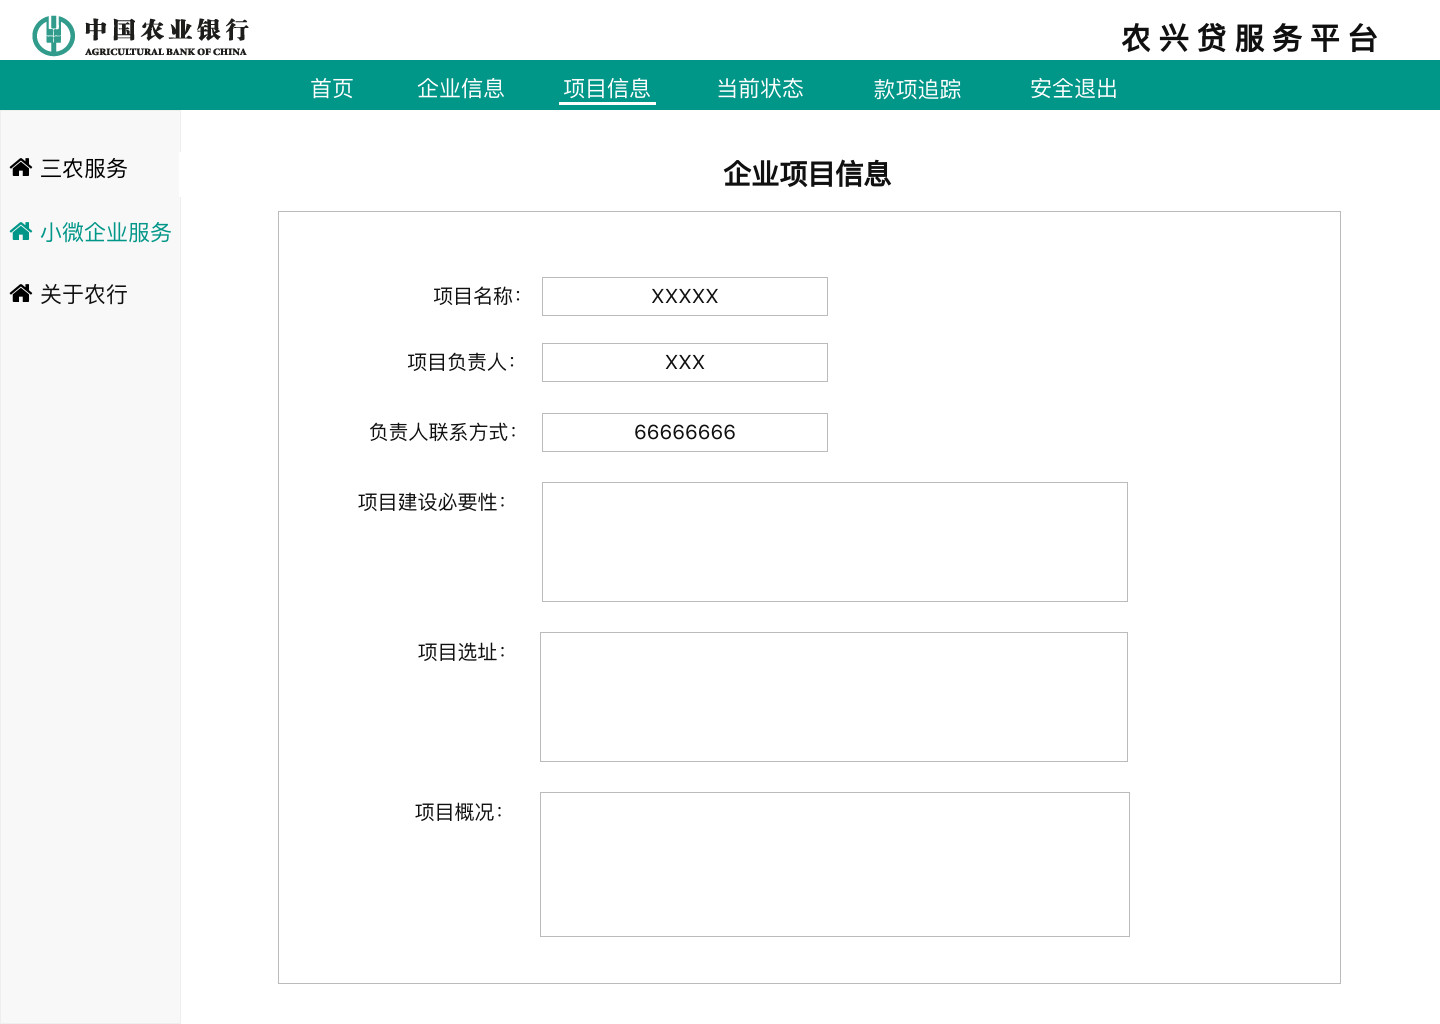 中国农业银行
AGRICULTURAL BANK OF CHINA
农兴贷服务平台
首页 企业信息 项目信息 当前状态 款项追踪 安全退出
三农服务
小微企业服务
关于农行
企业项目信息
项目名称： XXXXX
项目负责人： XXX
负责人联系方式： 66666666
项目建设必要性：
项目选址：
项目概况：